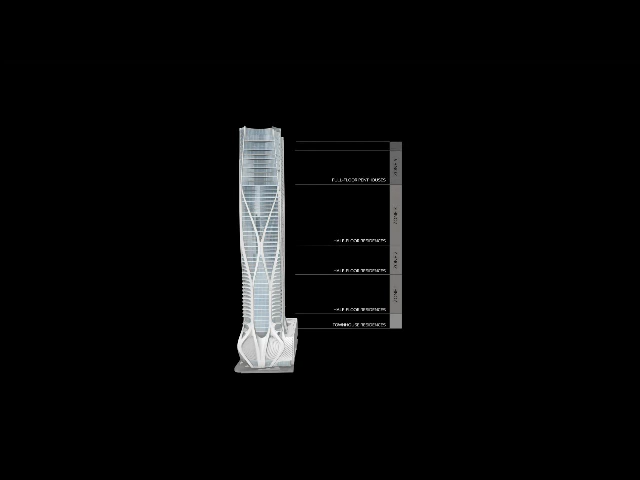 FULL-FLOOR PENTHOUSES
HALF-FLOOR RESIDENCES
HALF-FLOOR RESIDENCES
HALF-FLOOR RESIDENCES
TOWNHOUSE RESIDENCES